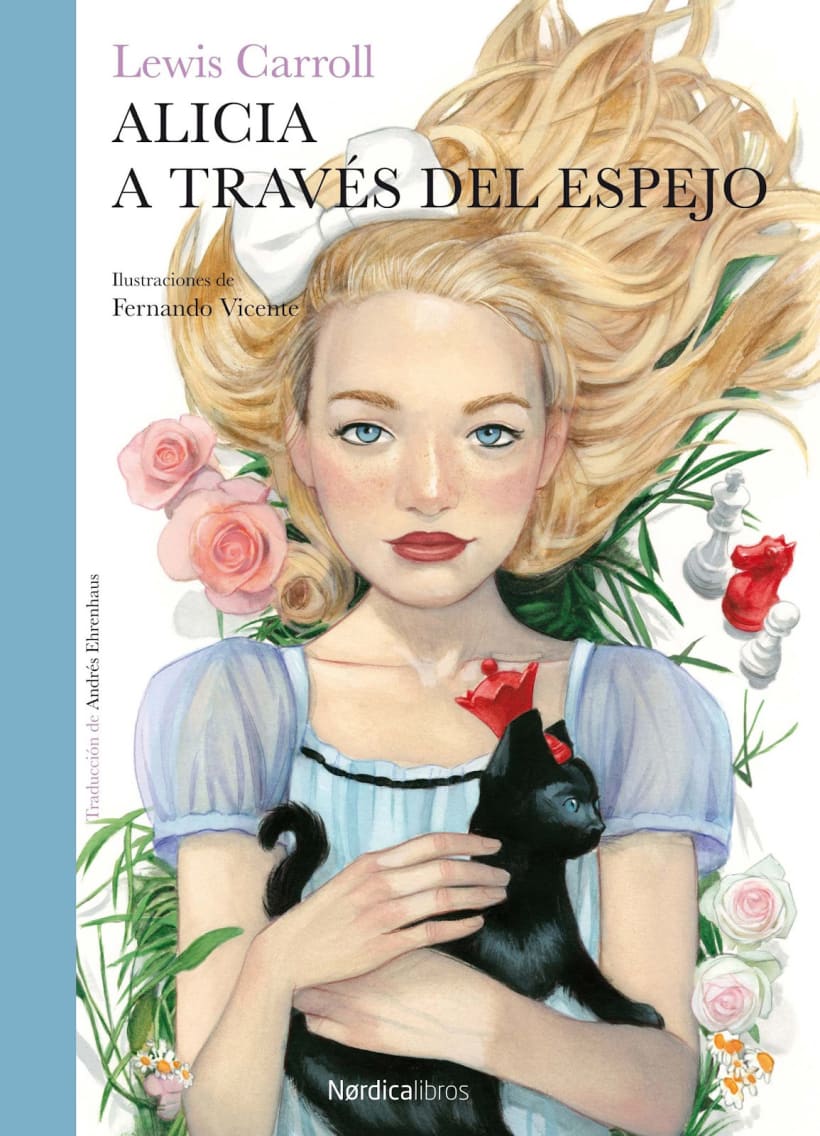 Lewis Carroll
ALICIA
A TRAVÉS DEL ESPEJO
Ilustraciones de
Fernando Vicente
Traducción de Andrés Ehrenhaus
Nørdicalibros